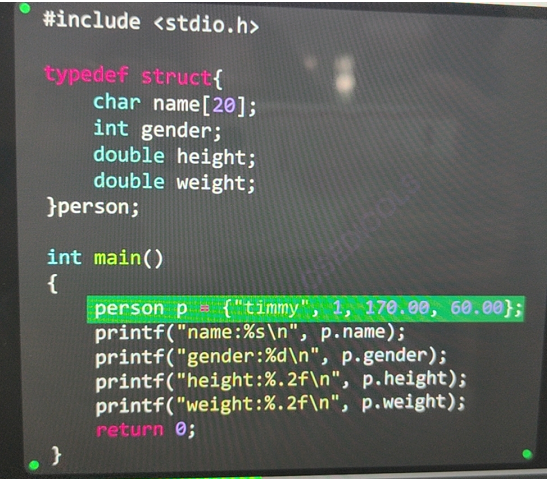 #include <stdio.h>
typedef struct{
    char name[20];
    int gender;
    double height;
    double weight;
}person;
int main()
{
    person p = {"timmy", 1, 170.00, 60.00};
    printf("name:%s\n", p.name);
    printf("gender:%d\n", p.gender);
    printf("height:%.2f\n", p.height);
    printf("weight:%.2f\n", p.weight);
    return 0;
}